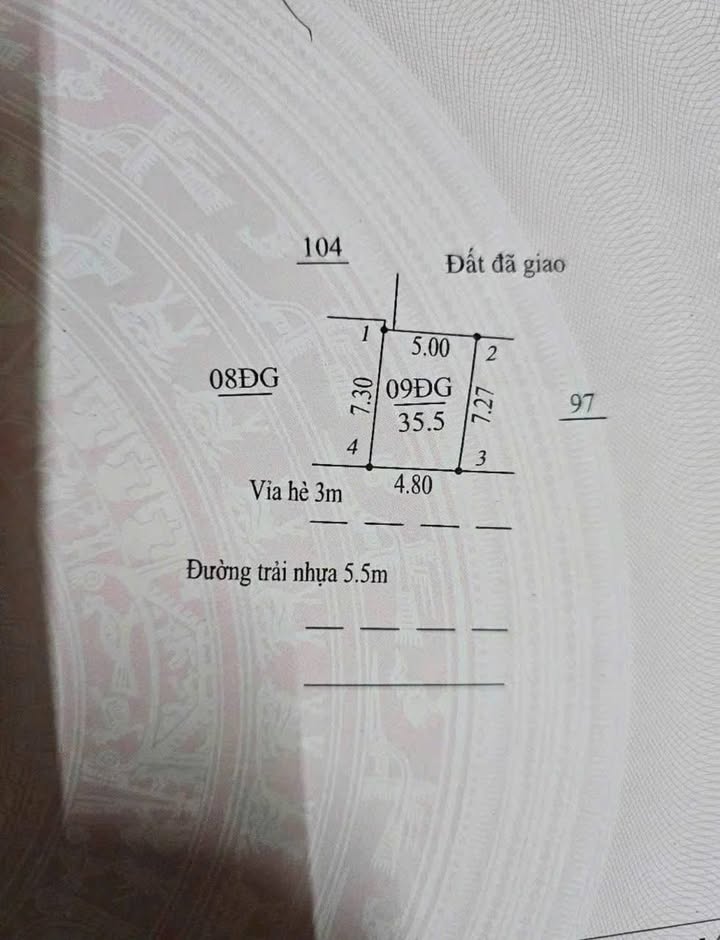 104
Đất đã giao
1
5.00
2
08ĐG
7.30
09ĐG
35.5
7.27
97
4
3
4.80
Vỉa hè 3m
Đường trải nhựa 5.5m